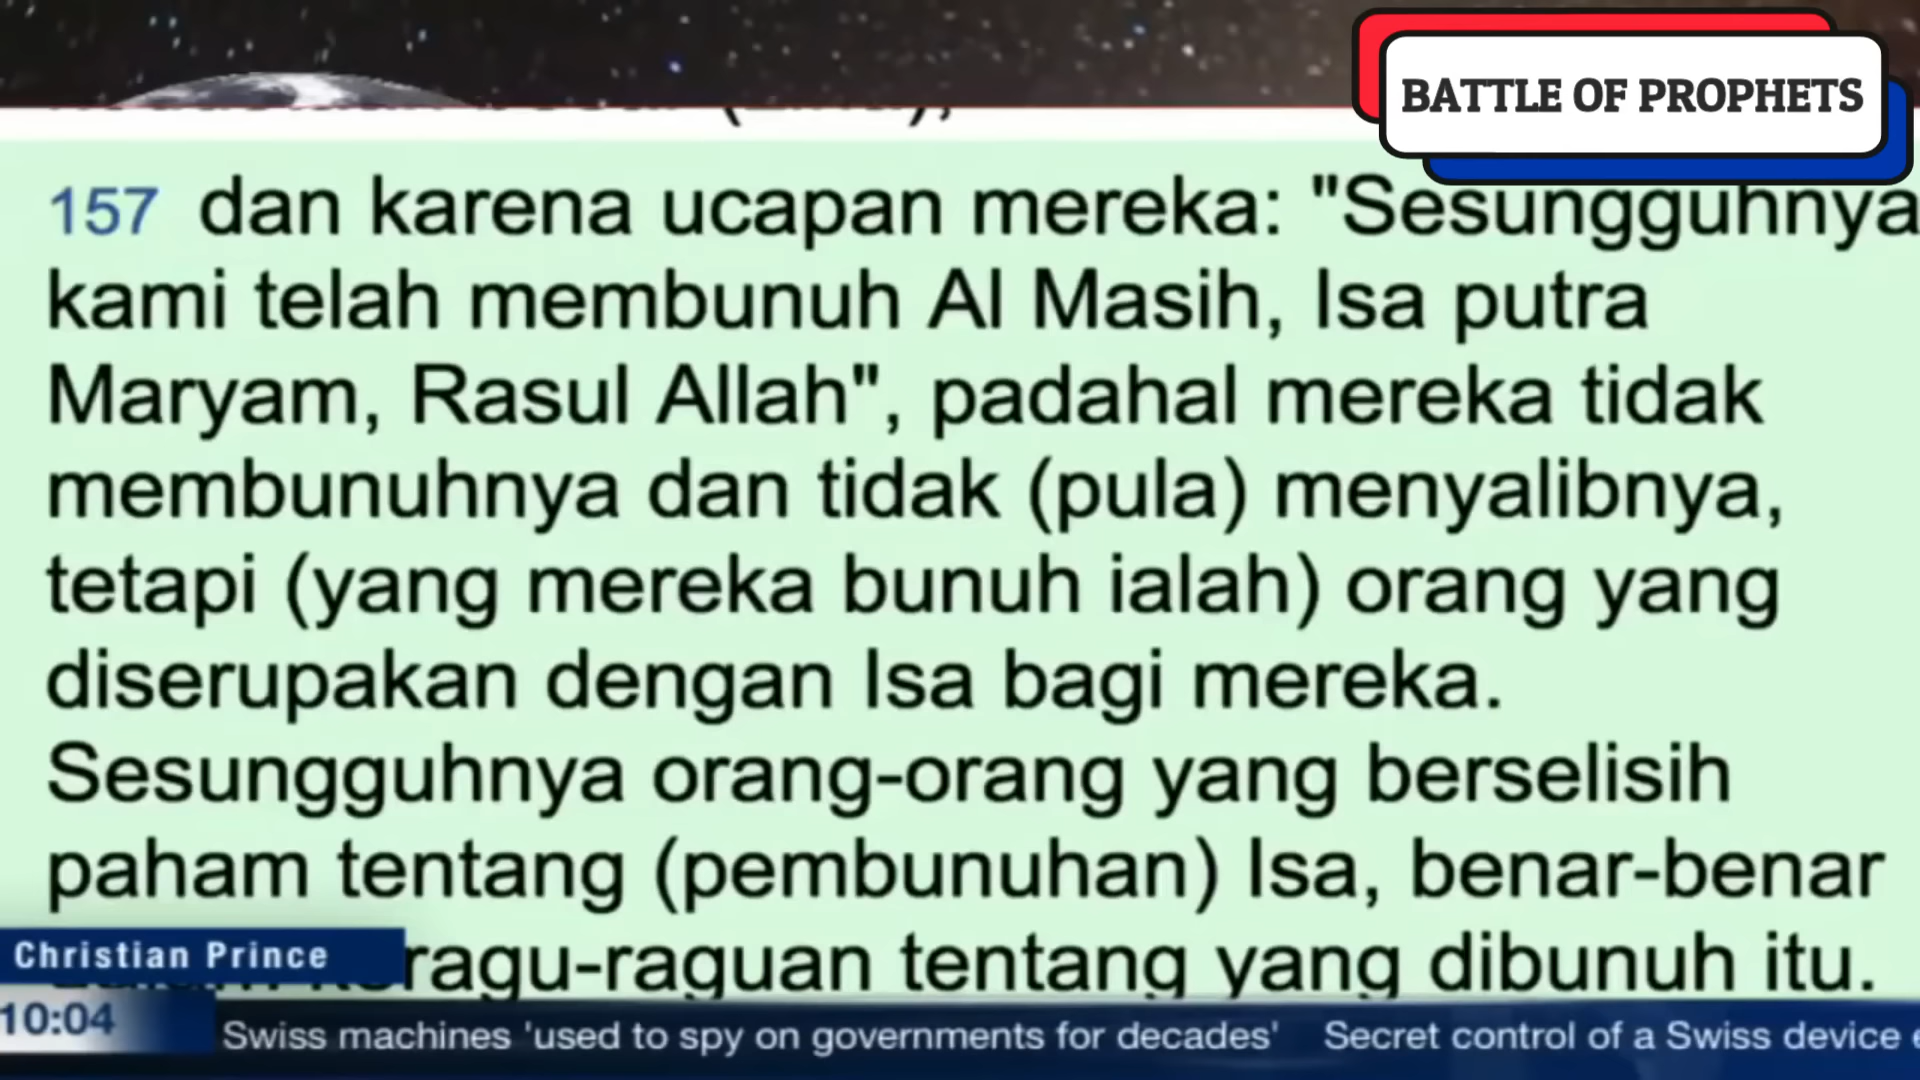 BATTLE OF PROPHETS
157 dan karena ucapan mereka: "Sesungguhnya
kami telah membunuh Al Masih, Isa putra
Maryam, Rasul Allah", padahal mereka tidak
membunuhnya dan tidak (pula) menyalibnya,
tetapi (yang mereka bunuh ialah) orang yang
diserupakan dengan Isa bagi mereka.
Sesungguhnya orang-orang yang berselisih
paham tentang (pembunuhan) Isa, benar-benar
ragu-raguan tentang yang dibunuh itu.
Christian Prince
10:04
Swiss machines 'used to spy on governments for decades' Secret control of a Swiss device